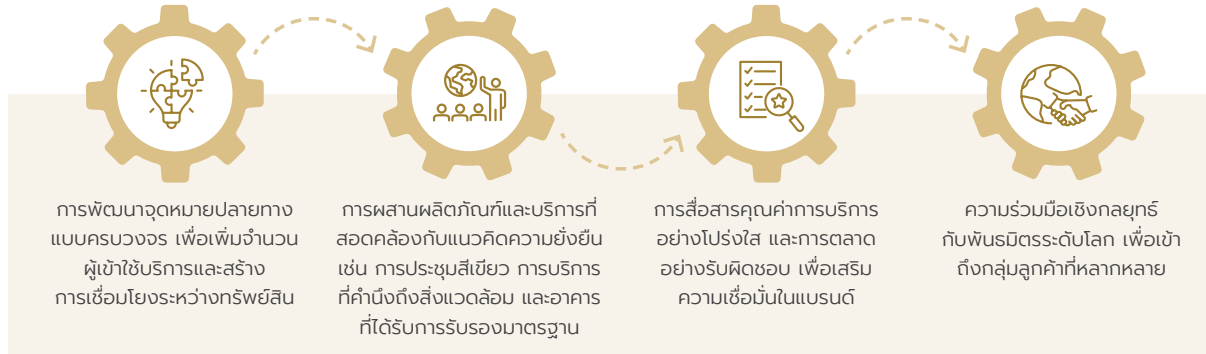 การพัฒนาจุดหมายปลายทาง
แบบครบวงจร เพื่อเพิ่มจำนวน
ผู้เข้าใช้บริการและสร้าง
การเชื่อมโยงระหว่างทรัพย์สิน
การผสานผลิตภัณฑ์และบริการที่
สอดคล้องกับแนวคิดความยั่งยืน
เช่น การประชุมสีเขียว การบริการ
ที่คำนึงถึงสิ่งแวดล้อม และอาคาร
ที่ได้รับการรับรองมาตรฐาน
การสื่อสารคุณค่าการบริการ
อย่างโปร่งใส และการตลาด
อย่างรับผิดชอบ เพื่อเสริม
ความเชื่อมั่นในแบรนด์
ความร่วมมือเชิงกลยุทธ์
กับพันธมิตรระดับโลก เพื่อเข้า
ถึงกลุ่มลูกค้าที่หลากหลาย